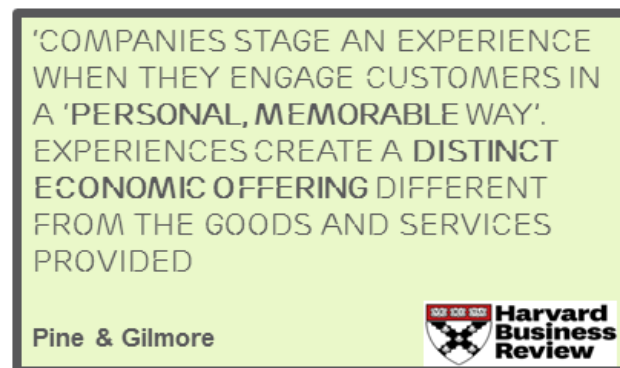 'COMPANIES STAGE AN EXPERIENCE
WHEN THEY ENGAGE CUSTOMERS IN
A 'PERSONAL, MEMORABLE WAY'.
EXPERIENCES CREATE A DISTINCT
ECONOMIC OFFERING DIFFERENT
FROM THE GOODS AND SERVICES
PROVIDED
Pine & Gilmore
Harvard
Business
Review